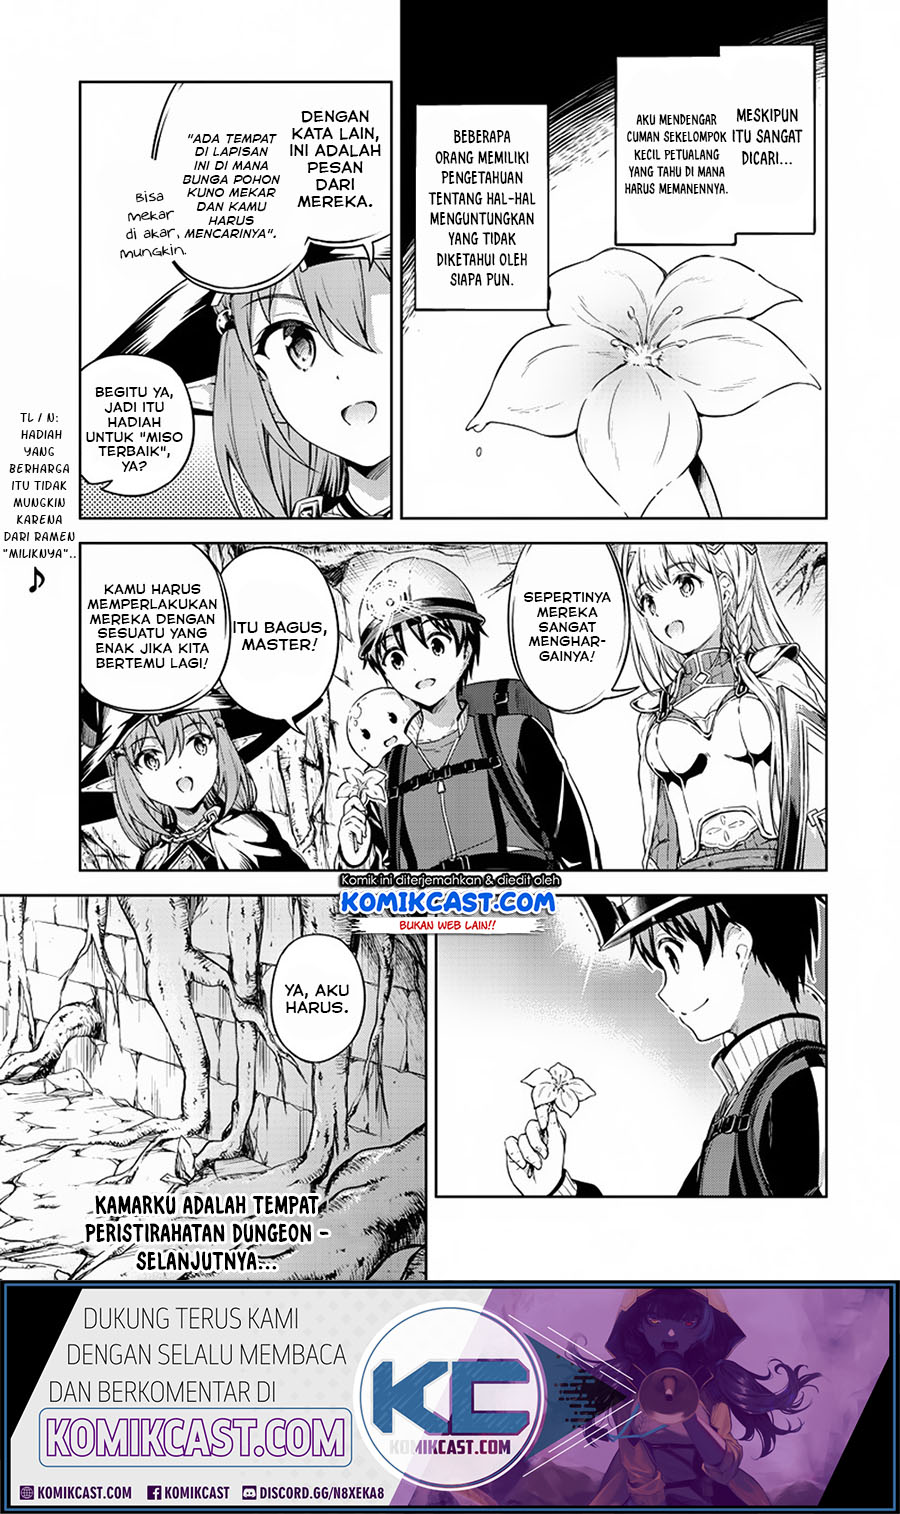 MESKIPUN
ITU SANGAT
DICARI...
AKU MENDENGAR
CUMAN SEKELOMPOK
KECIL PETUALANG
YANG TAHU DI MANA
HARUS MEMANENNYA.
BEBERAPA
ORANG MEMILIKI
PENGETAHUAN
TENTANG HAL-HAL
MENGUNTUNGKAN
YANG TIDAK
DIKETAHUI OLEH
SIAPA PUN.
DENGAN
KATA LAIN,
INI ADALAH
PESAN
DARI
MEREKA.
"ADA TEMPAT
DI LAPISAN
INI DI MANA
BUNGA POHON
KUNO MEKAR
DAN KAMU
HARUS
MENCARINYA".
Bisa
mekar
di akar,
mungkin.
BEGITU YA,
JADI ITU
HADIAH
UNTUK "MISO
TERBAIK",
YA?
TL / N:
HADIAH
YANG
BERHARGA
ITU TIDAK
MUNGKIN
KARENA
DARI RAMEN
"MILIKNYA"..
♪
SEPERTINYA
MEREKA
SANGAT
MENGHAR-
GAINYA!
ITU BAGUS,
MASTER!
KAMU HARUS
MEMPERLAKUKAN
MEREKA DENGAN
SESUATU YANG
ENAK JIKA KITA
BERTEMU LAGI!
Komik ini diterjemahkan & diedit oleh
KOMIKCAST.COM
BUKAN WEB LAIN!!
YA, AKU
HARUS.
KAMARKU ADALAH TEMPAT
PERISTIRAHATAN DUNGEON -
SELANJUTNYA...
DUKUNG TERUS KAMI
DENGAN SELALU MEMBACA
DAN BERKOMENTAR DI
KOMIKCAST.COM
KOMIKCAST.COM KOMIKCAST DISCORD.GG/N8XEKA8
KC
KOMIKCAST.COM